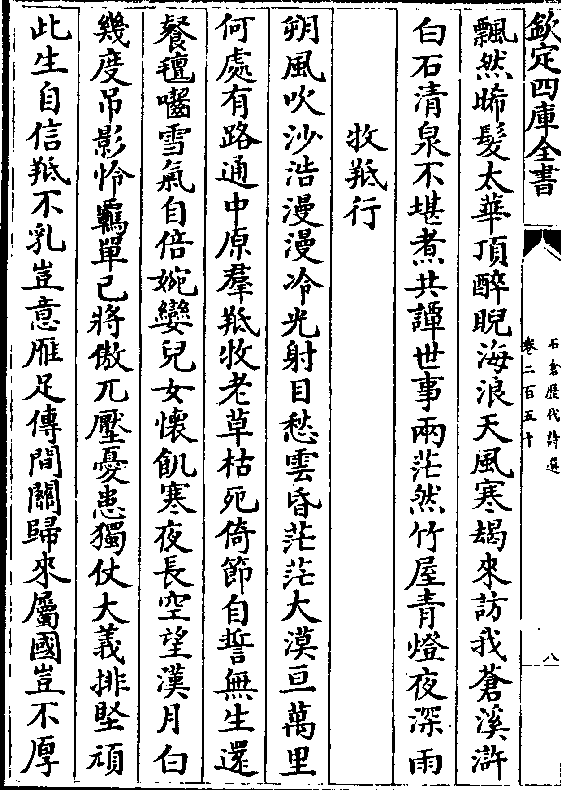 欽定四庫全書
石倉歷代詩選
卷二百五十
八
飄然晞髮太華頂醉睨海浪天風寒朅來訪我蒼溪滸
白石清泉不堪煮共譚世事兩茫然竹屋青燈夜深雨
牧羝行
朔風吹沙浩漫漫冷光射目愁雲昏茫茫大漠亘萬里
何處有路通中原羣羝牧老草枯死倚節自誓無生還
餐氊囓雪氣自倍婉孌兒女懷飢寒夜長空望漢月白
幾度吊影怜羈單已將傲兀壓憂患獨仗大義排堅頑
此生自信羝不乳豈意雁足傳間關歸來屬國豈不厚